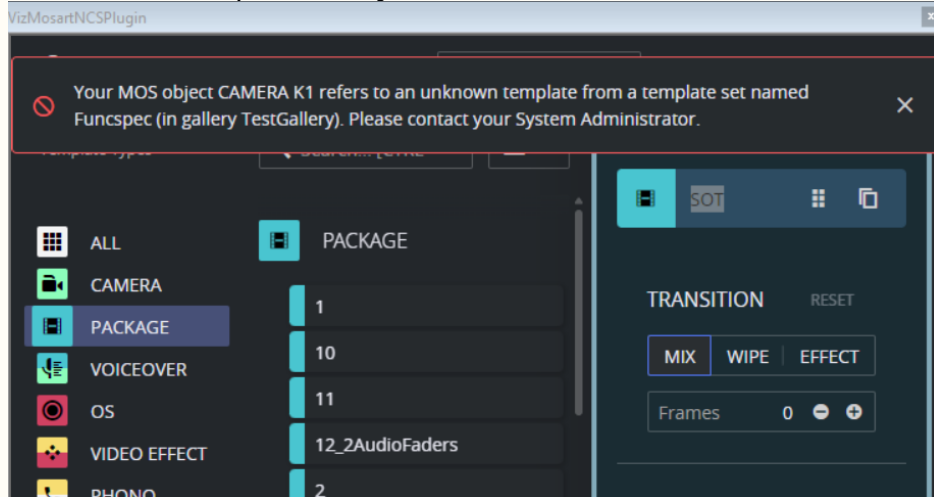 VizMosartNCSPlugin
Your MOS object CAMERA K1 refers to an unknown template from a template set named
Funcspec (in gallery TestGallery). Please contact your System Administrator.
SOT
ALL
PACKAGE
CAMERA
1
TRANSITION RESET
PACKAGE
10
MIX WIPE EFFECT
VOICEOVER
11
Frames 0
OS
12_2AudioFaders
VIDEO EFFECT
2
PHONO